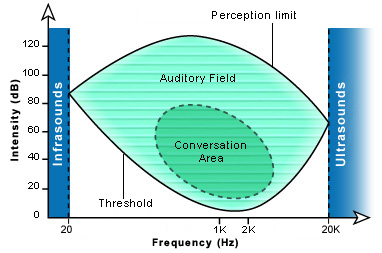 Perception limit
120
100
80
60
40
20
0
Intensity (dB)
Infrasounds
Auditory Field
Conversation
Area
Threshold
Ultrasounds
20
1K
2K
20K
Frequency (Hz)